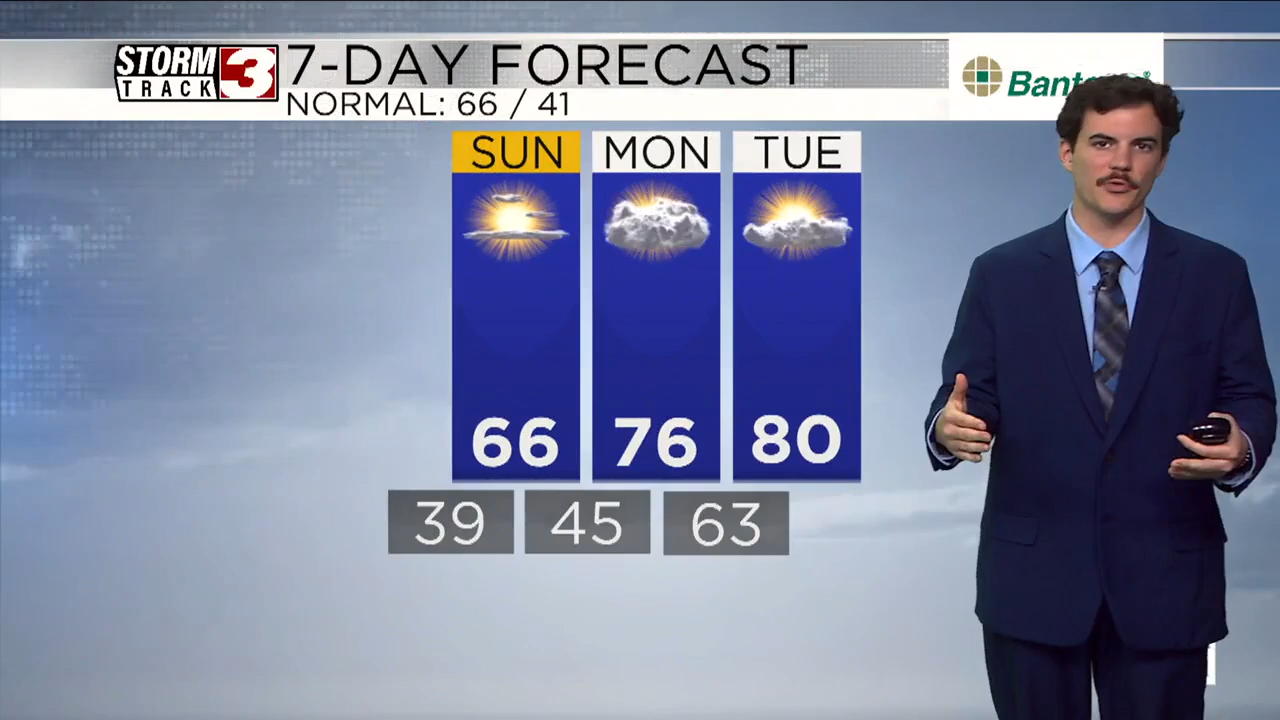 STORM
TRACK 3
7-DAY FORECAST
NORMAL: 66 / 41
SUN MON TUE
66 76 80
39 45 63